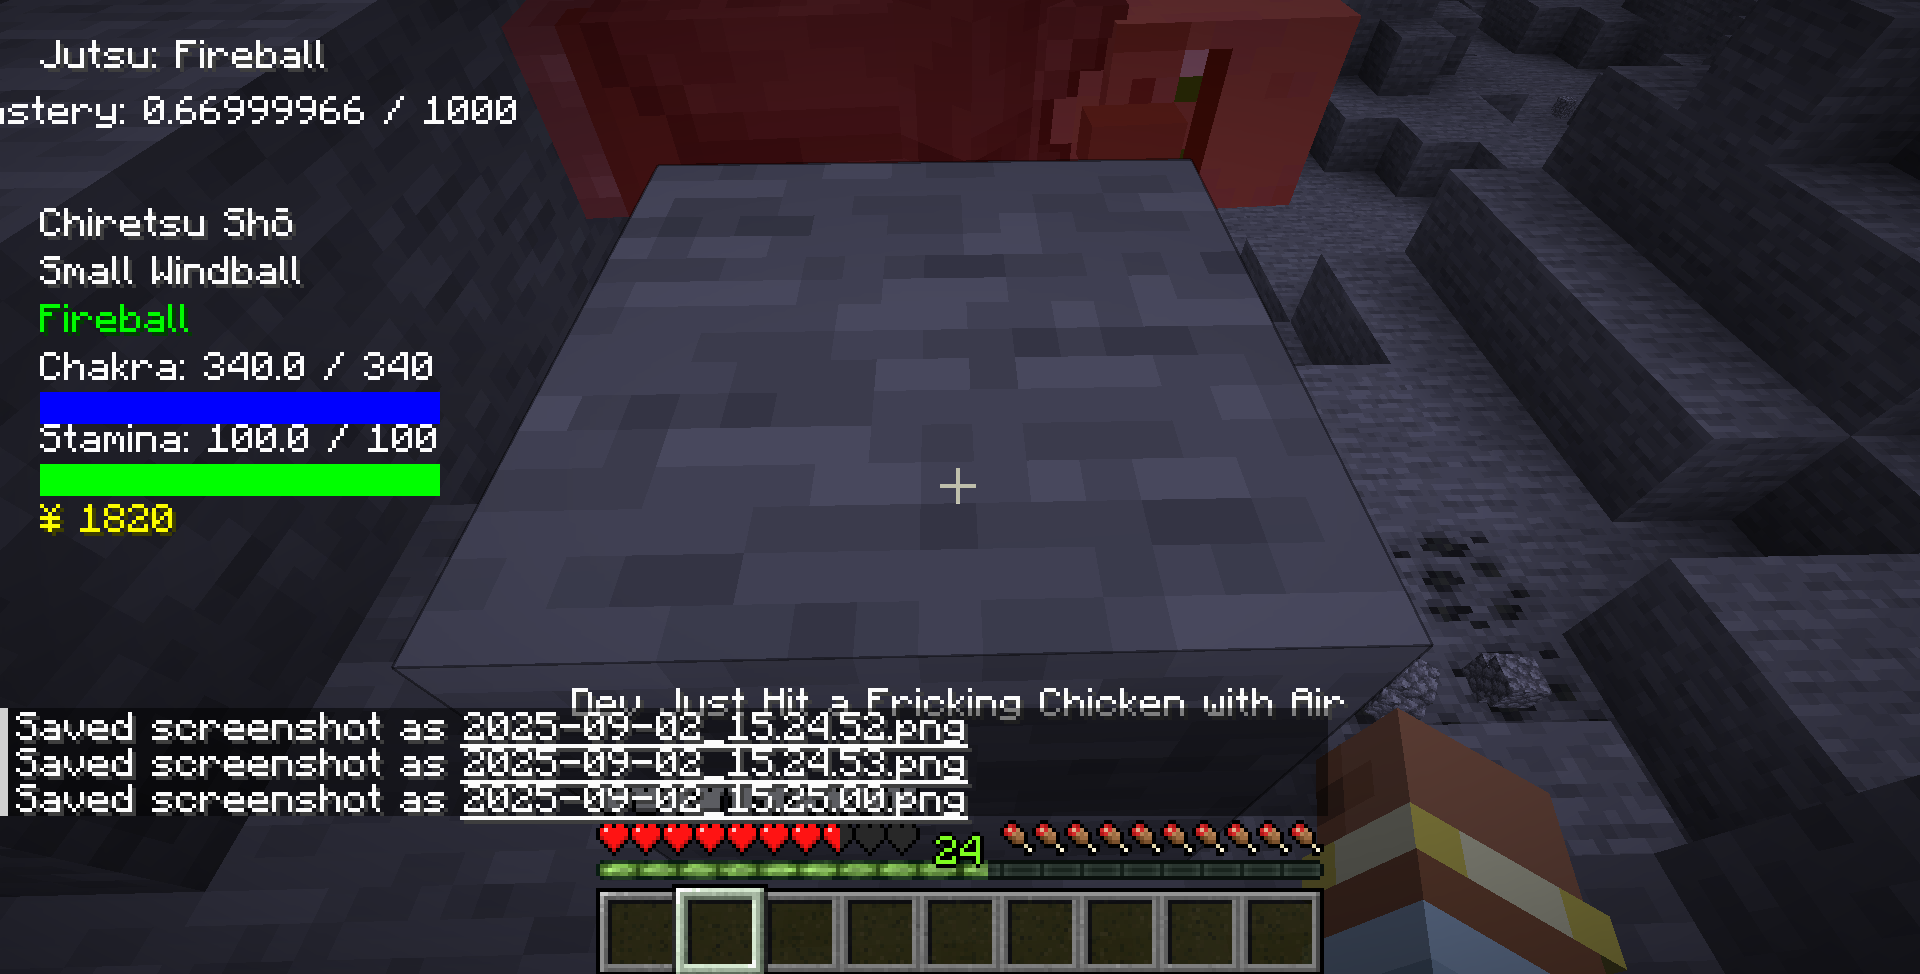 Jutsu: Fireball
astery: 0.66999966 / 1000
Chiretsu Shō
Small Windball
Fireball
Chakra: 340.0 / 340
Stamina: 100.0 / 100
¥ 1820
Dev Just Hit a Fricking Chicken with Air
Saved screenshot as 2025-09-02_15.24.52.png
Saved screenshot as 2025-09-02_15.24.53.png
Saved screenshot as 2025-09-02_15.25.00.png
24